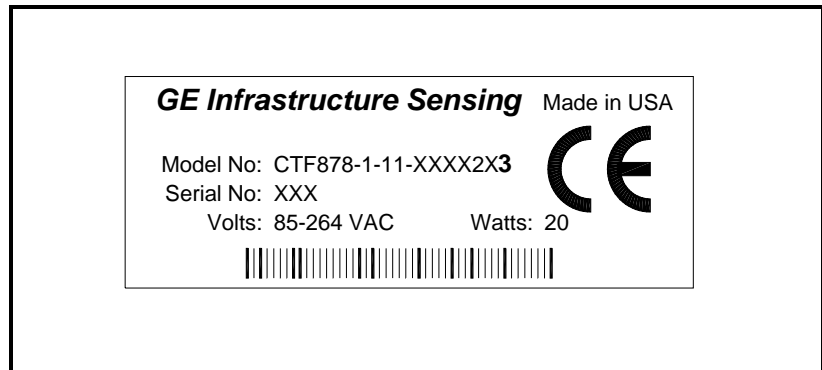 GE Infrastructure Sensing Made in USA
Model No: CTF878-1-11-XXXX2X3
Serial No: XXX
Volts: 85-264 VAC Watts: 20
CE